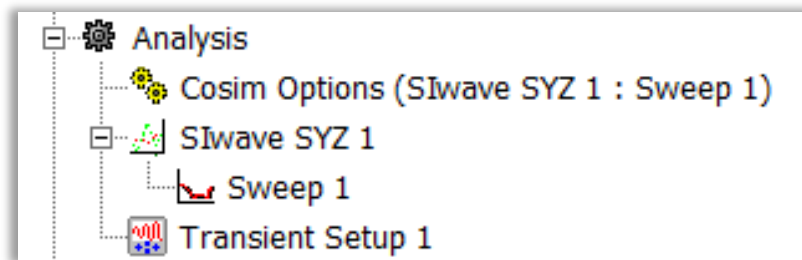 Analysis
Cosim Options (SIwave SYZ 1 : Sweep 1)
SIwave SYZ 1
Sweep 1
Transient Setup 1